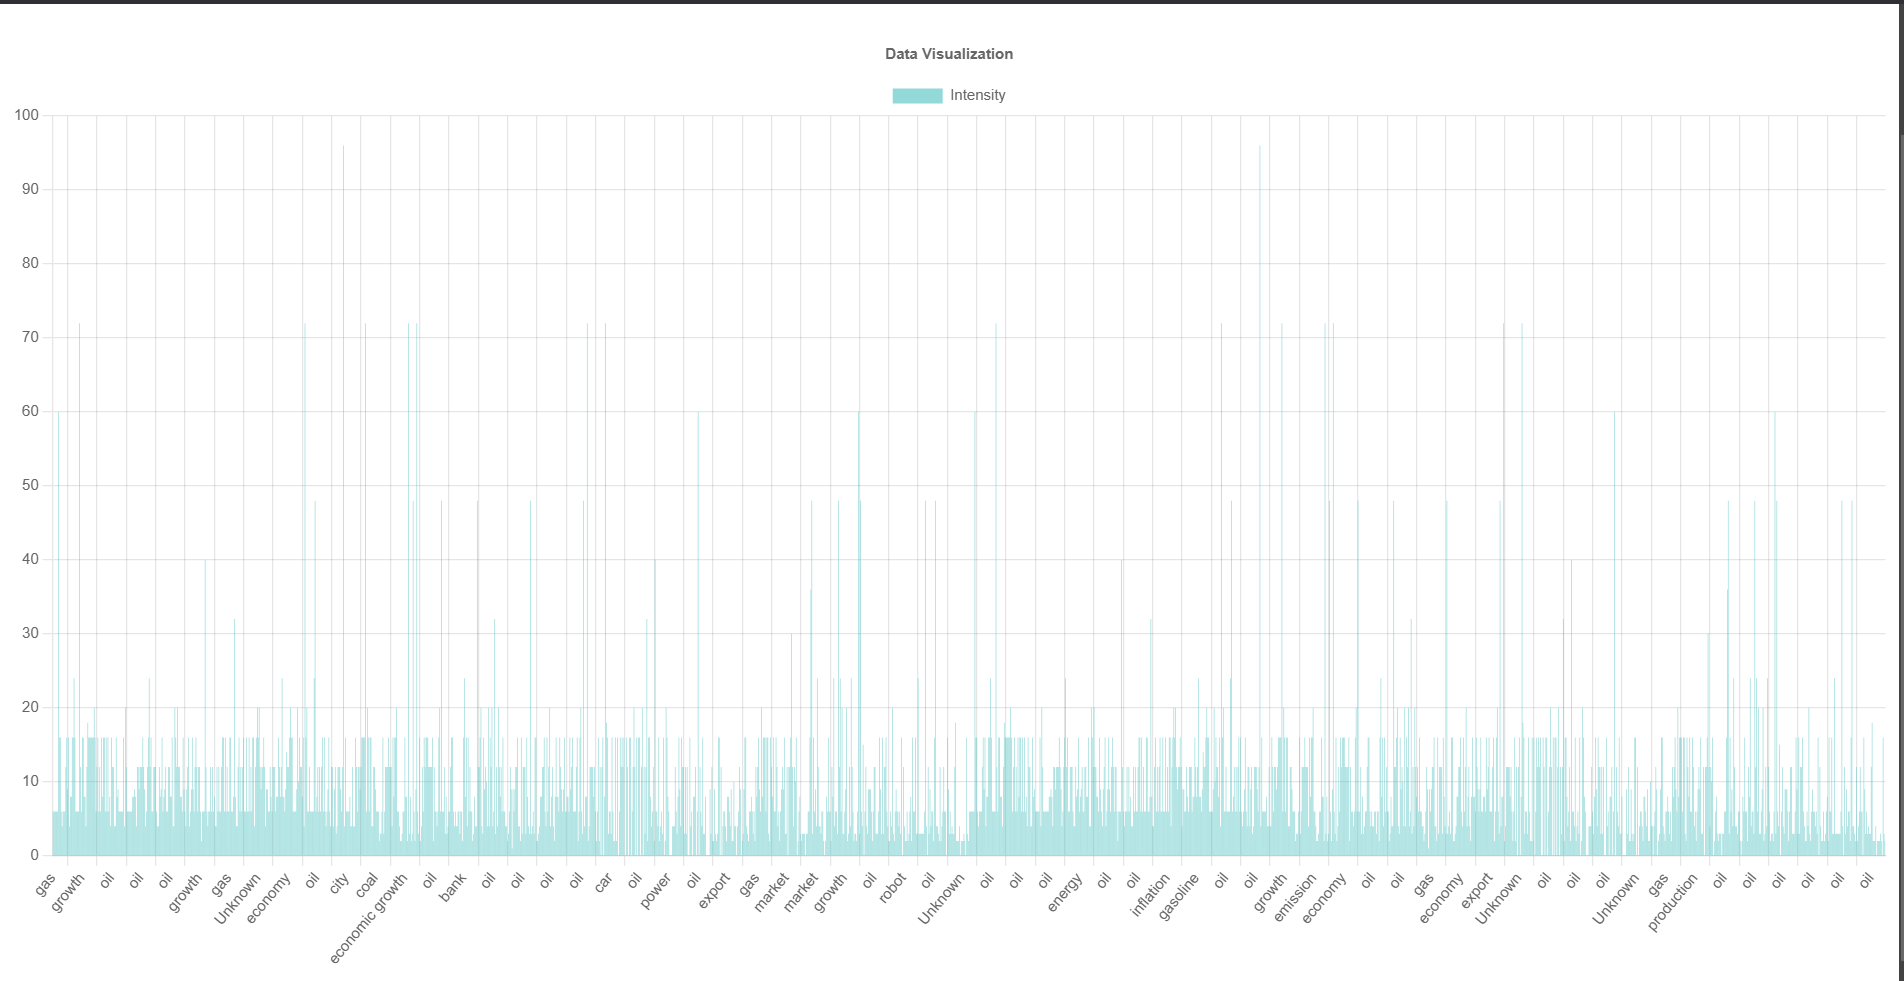 Data Visualization
Intensity
100
90
80
70
60
50
40
30
20
10
0
gas
growth
oil
oil
oil
growth
gas
Unknown
economy
oil
city
coal
economic growth
oil
bank
oil
oil
oil
oil
car
oil
power
oil
export
gas
market
market
growth
oil
robot
oil
Unknown
oil
oil
oil
energy
oil
oil
inflation
gasoline
oil
oil
growth
emission
economy
oil
oil
gas
economy
export
Unknown
oil
oil
oil
Unknown
gas
production
oil
oil
oil
oil
oil
oil